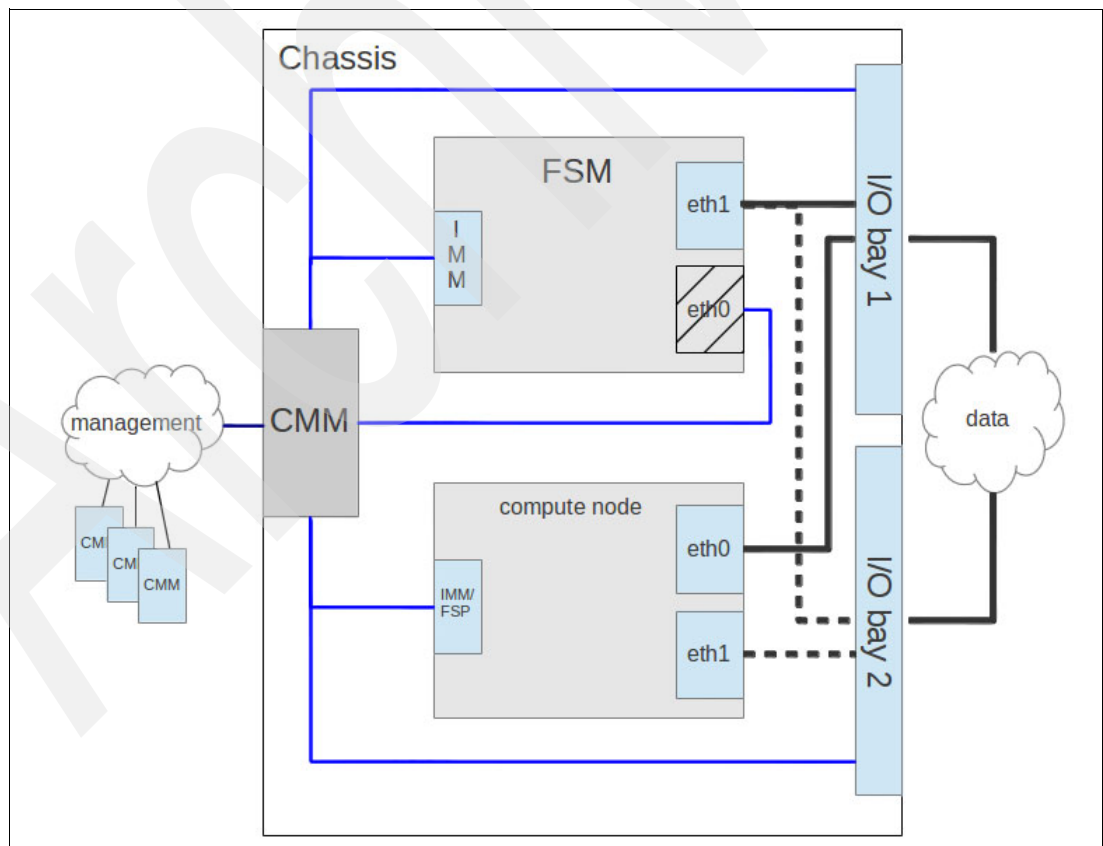 Chassis
FSM
eth1
I
M
M
eth0
I/O bay 1
CMM
management
data
compute node
eth0
IMM/
FSP
eth1
I/O bay 2
CMM